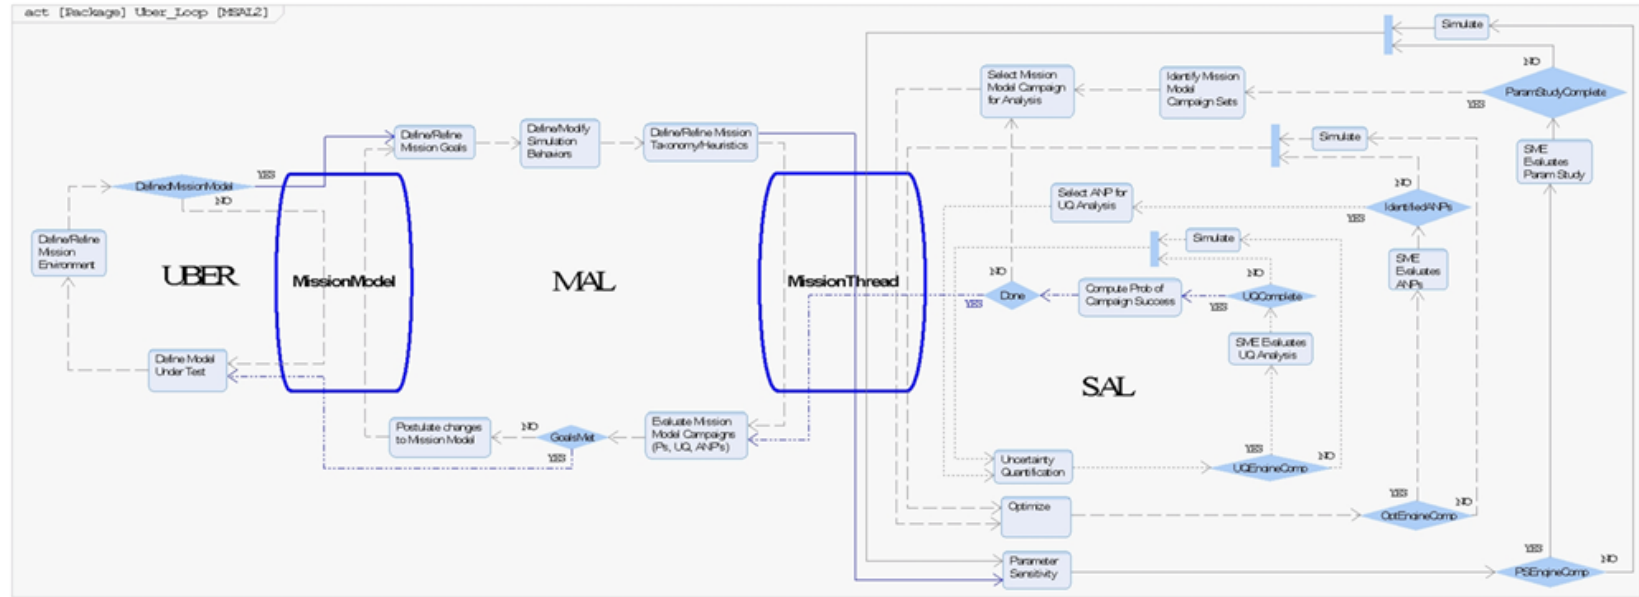 act [Package] Uber_Loop [MSAL2]
Simulate
NO
ParamStudyComplete
YES
Select Mission
Model Campaign
for Analysis
Identify Mission
Model
Campaign Sets
Define/Refine
Mission Goals
Define/Modify
Simulation
Behaviors
Define/Refine Mission
Taxonomy/Heuristics
Simulate
SME
Evaluates
Param Study
DefinedMissionModel
YES
NO
Select ANP for
UQ Analysis
NO
IdentifiedANPs
YES
Define/Refine
Mission
Environment
UBER
MissionModel
MAL
MissionThread
Simulate
SME
Evaluates
ANPs
NO
Done
YES
Compute Prob of
Campaign Success
NO
UQComplete
YES
SME Evaluates
UQ Analysis
Define Model
Under Test
SAL
Postulate changes
to Mission Model
NO
GoalsMet
YES
Evaluate Mission
Model Campaigns
(Ps, UQ, ANP's)
Uncertainty
Quantification
YES
UQEngineComp
NO
Optimize
YES
OptEngineComp
NO
Parameter
Sensitivity
YES
PSEngineComp
NO